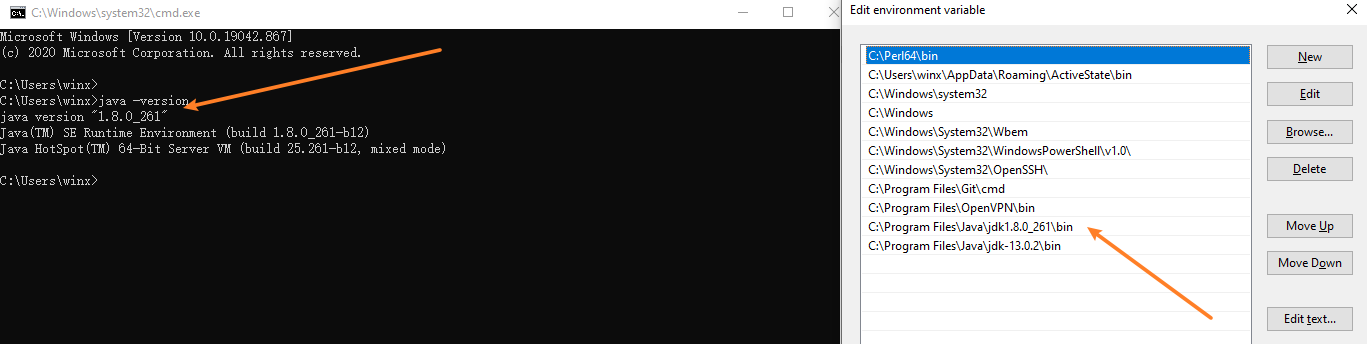 C:\Windows\system32\cmd.exe
Microsoft Windows [Version 10.0.19042.867]
(c) 2020 Microsoft Corporation. All rights reserved.
C:\Users\winx>
C:\Users\winx>java -version
java version "1.8.0_261"
Java(TM) SE Runtime Environment (build 1.8.0_261-b12)
Java HotSpot(TM) 64-Bit Server VM (build 25.261-b12, mixed mode)
C:\Users\winx>
Edit environment variable
C:\Perl64\bin
C:\Users\winx\AppData\Roaming\ActiveState\bin
C:\Windows\system32
C:\Windows
C:\Windows\System32\Wbem
C:\Windows\System32\WindowsPowerShell\v1.0\
C:\Windows\System32\OpenSSH\
C:\Program Files\Git\cmd
C:\Program Files\OpenVPN\bin
C:\Program Files\Java\jdk1.8.0_261\bin
C:\Program Files\Java\jdk-13.0.2\bin
New
Edit
Browse...
Delete
Move Up
Move Down
Edit text...